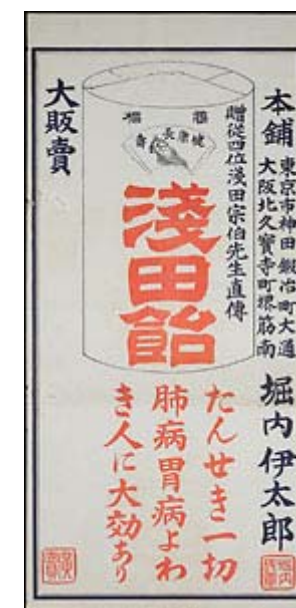 本舗
東京市神田鍛冶町大通
大阪北久寳寺町堺筋南
堀内伊太郎
贈從四位淺田宗伯先生直傳
淺田飴
たんせき一切
肺病胃病よわ
き人に大効あり
大販賣